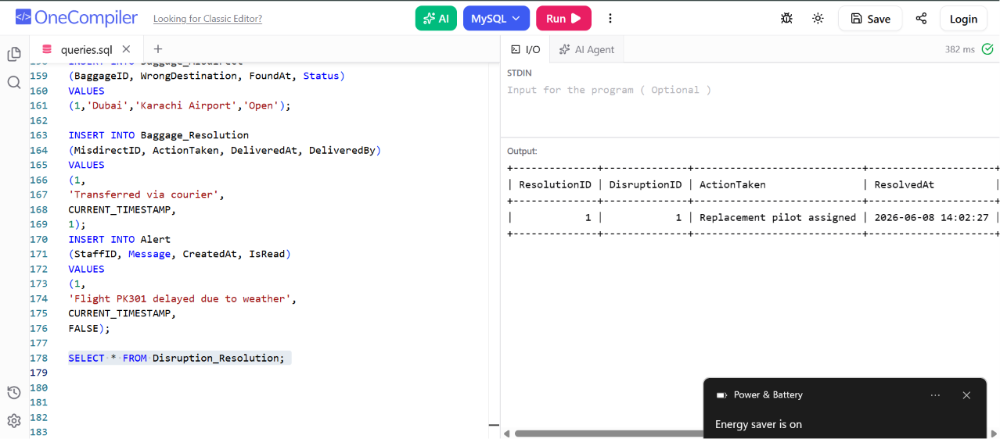 </> OneCompiler
Looking for Classic Editor?
AI
MySQL
Run
Save
Login
queries.sql
159 (BaggageID, WrongDestination, FoundAt, Status)
160 VALUES
161 (1,'Dubai','Karachi Airport','Open');
162
163 INSERT INTO Baggage_Resolution
164 (MisdirectID, ActionTaken, DeliveredAt, DeliveredBy)
165 VALUES
166 (1,
167 'Transferred via courier',
168 CURRENT_TIMESTAMP,
169 1);
170 INSERT INTO Alert
171 (StaffID, Message, CreatedAt, IsRead)
172 VALUES
173 (1,
174 'Flight PK301 delayed due to weather',
175 CURRENT_TIMESTAMP,
176 FALSE);
177
178 SELECT * FROM Disruption_Resolution;
179
180
181
182
183
I/O
AI Agent
382 ms
STDIN
Input for the program ( Optional )
Output:
+--------------+--------------+----------------------------+---------------------+
| ResolutionID | DisruptionID | ActionTaken | ResolvedAt |
+--------------+--------------+----------------------------+---------------------+
| 1 | 1 | Replacement pilot assigned | 2026-06-08 14:02:27 |
+--------------+--------------+----------------------------+---------------------+
Power & Battery
Energy saver is on